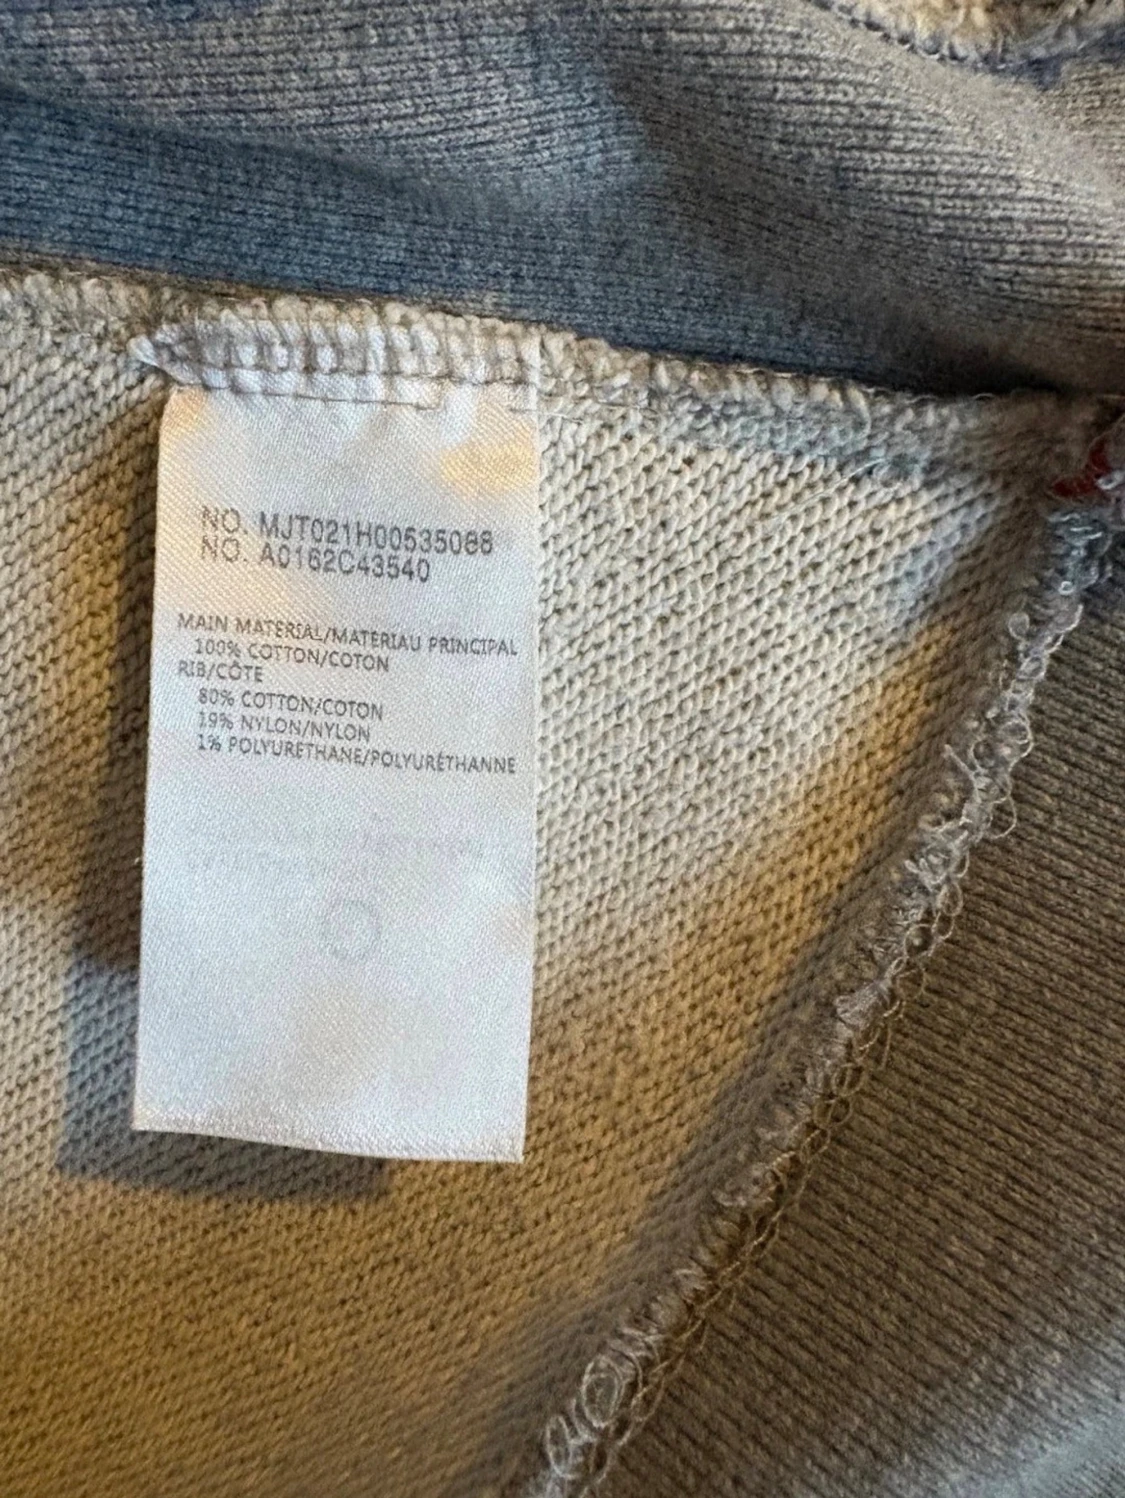 NO. MJT021H00535086
NO. A0162C43540
MAIN MATERIAL/MATERIAU PRINCIPAL
100% COTTON/COTON
RIB/CÔTE
80% COTTON/COTON
19% NYLON/NYLON
1% POLYURETHANE/POLYURÉTHANNE